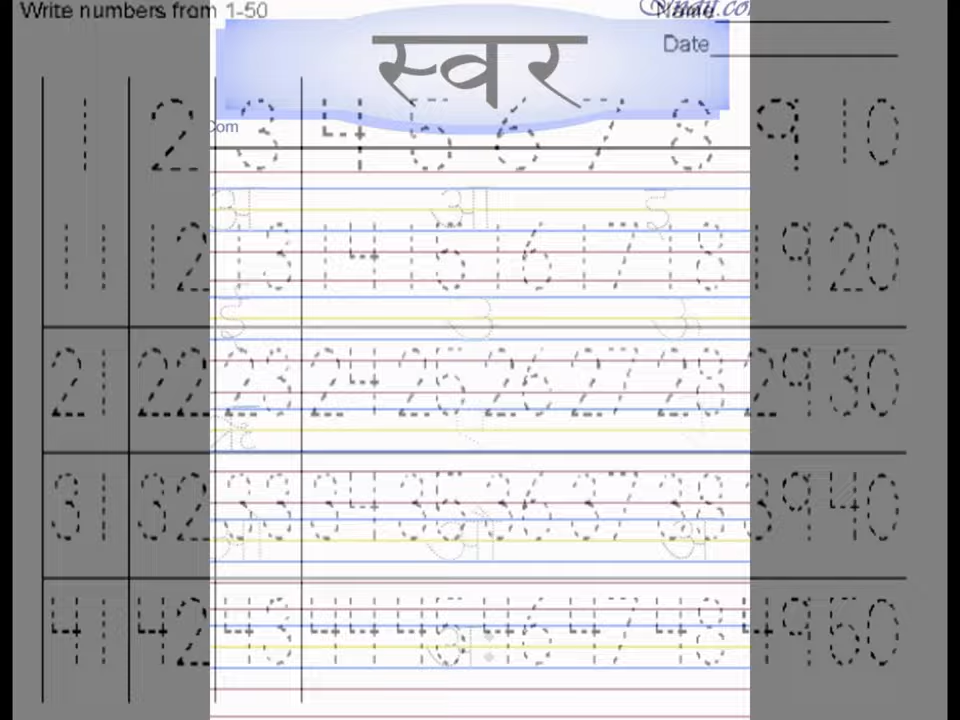 Write numbers from 1-50
Name
Date
स्वर
Com
1 2 3 4 5 6 7 8 9 10
अ आ इ
11 12 13 14 15 16 17 18 19 20
ई उ ऊ
21 22 23 24 25 26 27 28 29 30
31 32 33 34 35 36 37 38 39 40
ओ औ अं
41 42 43 44 45 46 47 48 49 50
अः